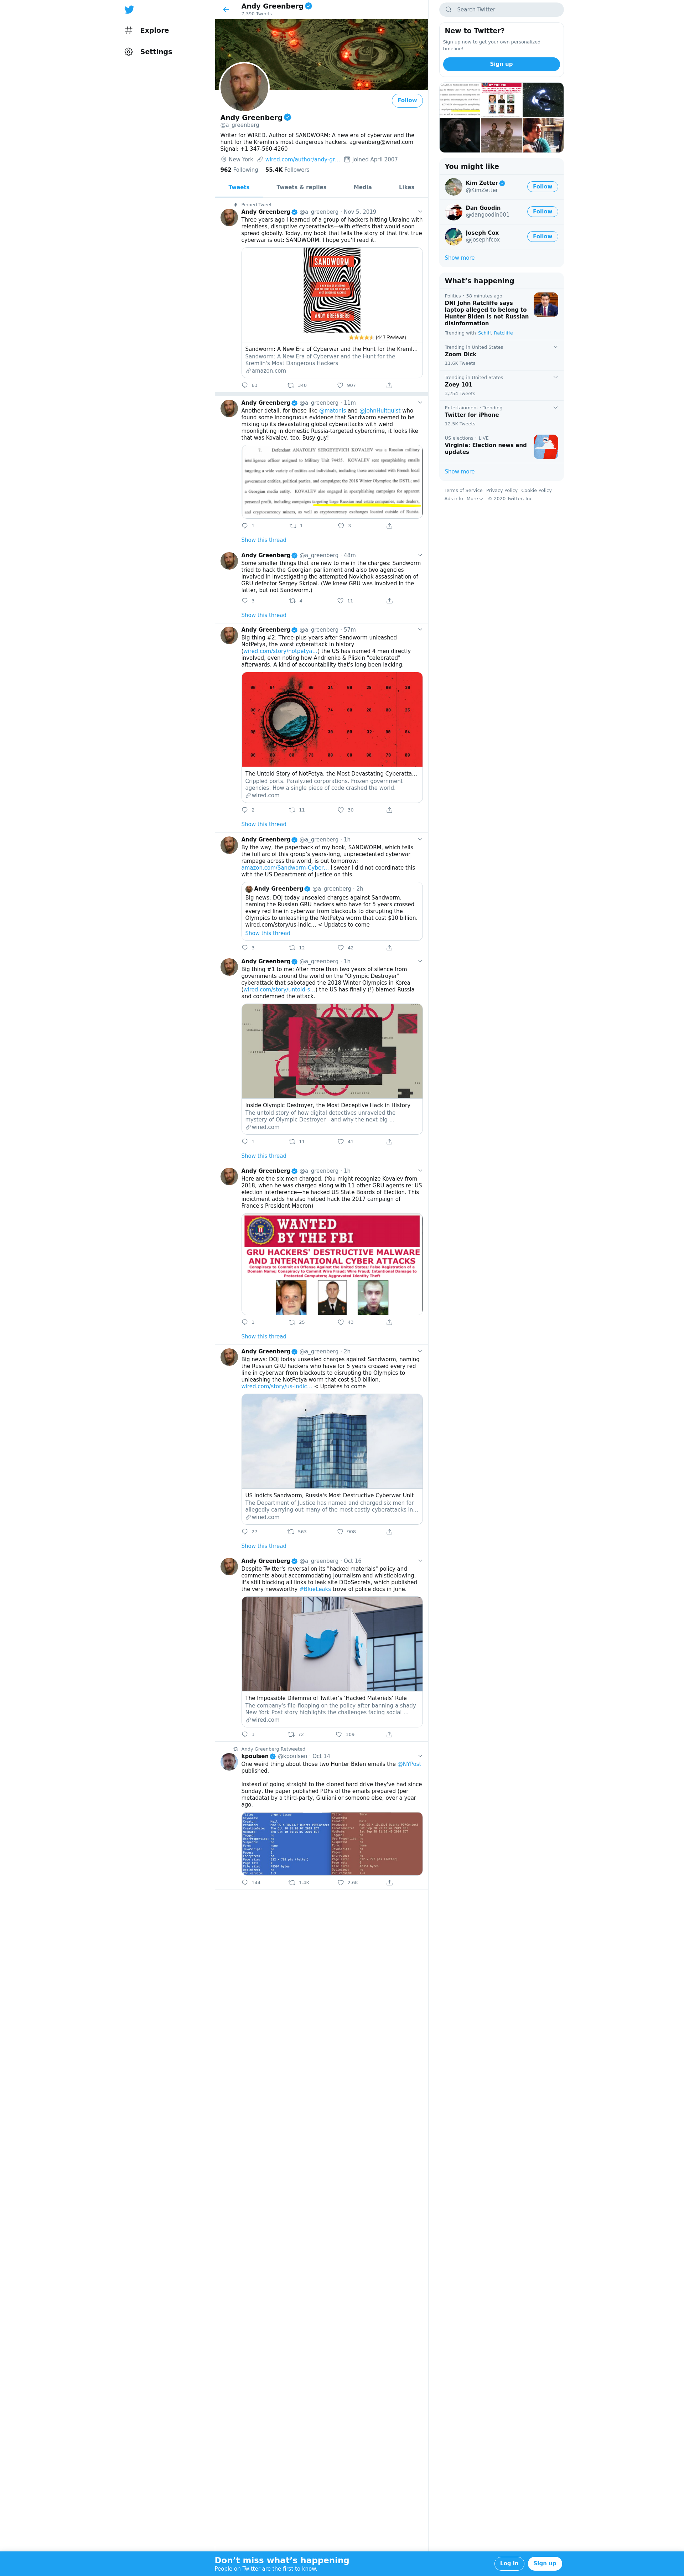 Explore
Settings
Andy Greenberg
7,390 Tweets
Follow
Andy Greenberg
@a_greenberg
Writer for WIRED. Author of SANDWORM: A new era of cyberwar and the
hunt for the Kremlin's most dangerous hackers. agreenberg@wired.com
Signal: +1 347-560-4260
New York wired.com/author/andy-gr… Joined April 2007
962 Following 55.4K Followers
Tweets Tweets & replies Media Likes
Pinned Tweet
Andy Greenberg @a_greenberg · Nov 5, 2019
Three years ago I learned of a group of hackers hitting Ukraine with
relentless, disruptive cyberattacks—with effects that would soon
spread globally. Today, my book that tells the story of that first true
cyberwar is out: SANDWORM. I hope you'll read it.
SANDWORM
ANDY GREENBERG
(447 Reviews)
Sandworm: A New Era of Cyberwar and the Hunt for the Kreml…
Sandworm: A New Era of Cyberwar and the Hunt for the
Kremlin's Most Dangerous Hackers
amazon.com
63 340 907
Andy Greenberg @a_greenberg · 11m
Another detail, for those like @matonis and @JohnHultquist who
found some incongruous evidence that Sandworm seemed to be
mixing up its devastating global cyberattacks with weird
moonlighting in domestic Russia-targeted cybercrime, it looks like
that was Kovalev, too. Busy guy!
7. Defendant ANATOLIY SERGEYEVICH KOVALEV was a Russian military
intelligence officer assigned to Military Unit 74455. KOVALEV sent spearphishing emails
targeting a wide variety of entities and individuals, including those associated with French local
government entities, political parties, and campaigns; the 2018 Winter Olympics; the DSTL; and
a Georgian media entity. KOVALEV also engaged in spearphishing campaigns for apparent
personal profit, including campaigns targeting large Russian real estate companies, auto dealers,
and cryptocurrency miners, as well as cryptocurrency exchanges located outside of Russia.
1 1 3
Show this thread
Andy Greenberg @a_greenberg · 48m
Some smaller things that are new to me in the charges: Sandworm
tried to hack the Georgian parliament and also two agencies
involved in investigating the attempted Novichok assassination of
GRU defector Sergey Skripal. (We knew GRU was involved in the
latter, but not Sandworm.)
3 4 11
Show this thread
Andy Greenberg @a_greenberg · 57m
Big thing #2: Three-plus years after Sandworm unleashed
NotPetya, the worst cyberattack in history
(wired.com/story/notpetya…) the US has named 4 men directly
involved, even noting how Andrienko & Pliskin "celebrated"
afterwards. A kind of accountability that's long been lacking.
The Untold Story of NotPetya, the Most Devastating Cyberatta…
Crippled ports. Paralyzed corporations. Frozen government
agencies. How a single piece of code crashed the world.
wired.com
2 11 30
Show this thread
Andy Greenberg @a_greenberg · 1h
By the way, the paperback of my book, SANDWORM, which tells
the full arc of this group's years-long, unprecedented cyberwar
rampage across the world, is out tomorrow:
amazon.com/Sandworm-Cyber… I swear I did not coordinate this
with the US Department of Justice on this.
Andy Greenberg @a_greenberg · 2h
Big news: DOJ today unsealed charges against Sandworm,
naming the Russian GRU hackers who have for 5 years crossed
every red line in cyberwar from blackouts to disrupting the
Olympics to unleashing the NotPetya worm that cost $10 billion.
wired.com/story/us-indic… < Updates to come
Show this thread
3 12 42
Andy Greenberg @a_greenberg · 1h
Big thing #1 to me: After more than two years of silence from
governments around the world on the "Olympic Destroyer"
cyberattack that sabotaged the 2018 Winter Olympics in Korea
(wired.com/story/untold-s…) the US has finally (!) blamed Russia
and condemned the attack.
Inside Olympic Destroyer, the Most Deceptive Hack in History
The untold story of how digital detectives unraveled the
mystery of Olympic Destroyer—and why the next big …
wired.com
1 11 41
Show this thread
Andy Greenberg @a_greenberg · 1h
Here are the six men charged. (You might recognize Kovalev from
2018, when he was charged along with 11 other GRU agents re: US
election interference—he hacked US State Boards of Election. This
indictment adds he also helped hack the 2017 campaign of
France's President Macron)
WANTED
BY THE FBI
GRU HACKERS' DESTRUCTIVE MALWARE
AND INTERNATIONAL CYBER ATTACKS
Conspiracy to Commit an Offense Against the United States; False Registration of a
Domain Name; Conspiracy to Commit Wire Fraud; Wire Fraud; Intentional Damage to
Protected Computers; Aggravated Identity Theft
1 25 43
Show this thread
Andy Greenberg @a_greenberg · 2h
Big news: DOJ today unsealed charges against Sandworm, naming
the Russian GRU hackers who have for 5 years crossed every red
line in cyberwar from blackouts to disrupting the Olympics to
unleashing the NotPetya worm that cost $10 billion.
wired.com/story/us-indic… < Updates to come
US Indicts Sandworm, Russia's Most Destructive Cyberwar Unit
The Department of Justice has named and charged six men for
allegedly carrying out many of the most costly cyberattacks in…
wired.com
27 563 908
Show this thread
Andy Greenberg @a_greenberg · Oct 16
Despite Twitter's reversal on its "hacked materials" policy and
comments about accommodating journalism and whistleblowing,
it's still blocking all links to leak site DDoSecrets, which published
the very newsworthy #BlueLeaks trove of police docs in June.
The Impossible Dilemma of Twitter's 'Hacked Materials' Rule
The company's flip-flopping on the policy after banning a shady
New York Post story highlights the challenges facing social …
wired.com
3 72 109
Andy Greenberg Retweeted
kpoulsen @kpoulsen · Oct 14
One weird thing about those two Hunter Biden emails the @NYPost
published.
Instead of going straight to the cloned hard drive they've had since
Sunday, the paper published PDFs of the emails prepared (per
metadata) by a third-party, Giuliani or someone else, over a year
ago.
144 1.4K 2.6K
Search Twitter
New to Twitter?
Sign up now to get your own personalized
timeline!
Sign up
You might like
Kim Zetter
@KimZetter
Follow
Dan Goodin
@dangoodin001
Follow
Joseph Cox
@josephfcox
Follow
Show more
What's happening
Politics · 58 minutes ago
DNI John Ratcliffe says
laptop alleged to belong to
Hunter Biden is not Russian
disinformation
Trending with Schiff, Ratcliffe
Trending in United States
Zoom Dick
11.6K Tweets
Trending in United States
Zoey 101
3,254 Tweets
Entertainment · Trending
Twitter for iPhone
12.5K Tweets
US elections · LIVE
Virginia: Election news and
updates
Show more
Terms of Service Privacy Policy Cookie Policy
Ads info More © 2020 Twitter, Inc.
Don't miss what's happening
People on Twitter are the first to know.
Log in
Sign up